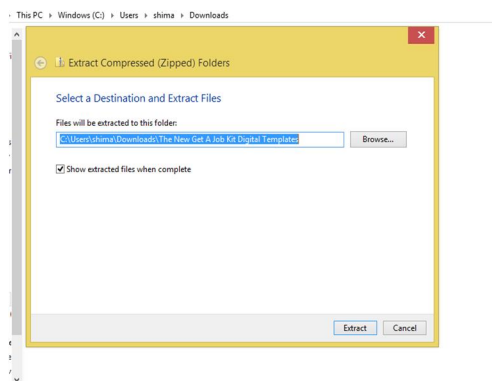 This PC ▸ Windows (C:) ▸ Users ▸ shima ▸ Downloads
Extract Compressed (Zipped) Folders
Select a Destination and Extract Files
Files will be extracted to this folder:
C:\Users\shima\Downloads\The New Get A Job Kit Digital Templates
Browse...
Show extracted files when complete
Extract
Cancel